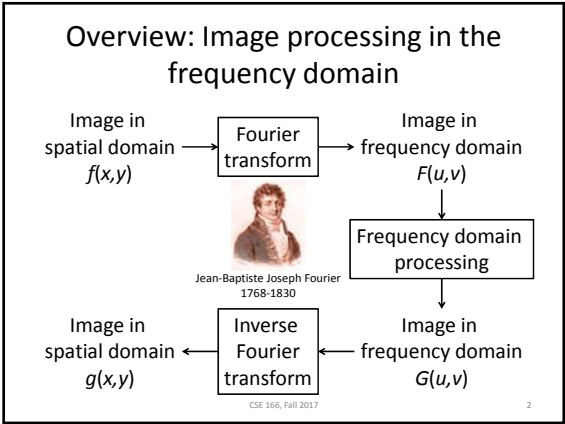 Overview: Image processing in the
frequency domain
Image in
spatial domain
f(x,y)
Fourier
transform
Image in
frequency domain
F(u,v)
Jean-Baptiste Joseph Fourier
1768-1830
Frequency domain
processing
Image in
spatial domain
g(x,y)
Inverse
Fourier
transform
Image in
frequency domain
G(u,v)
CSE 166, Fall 2017
2